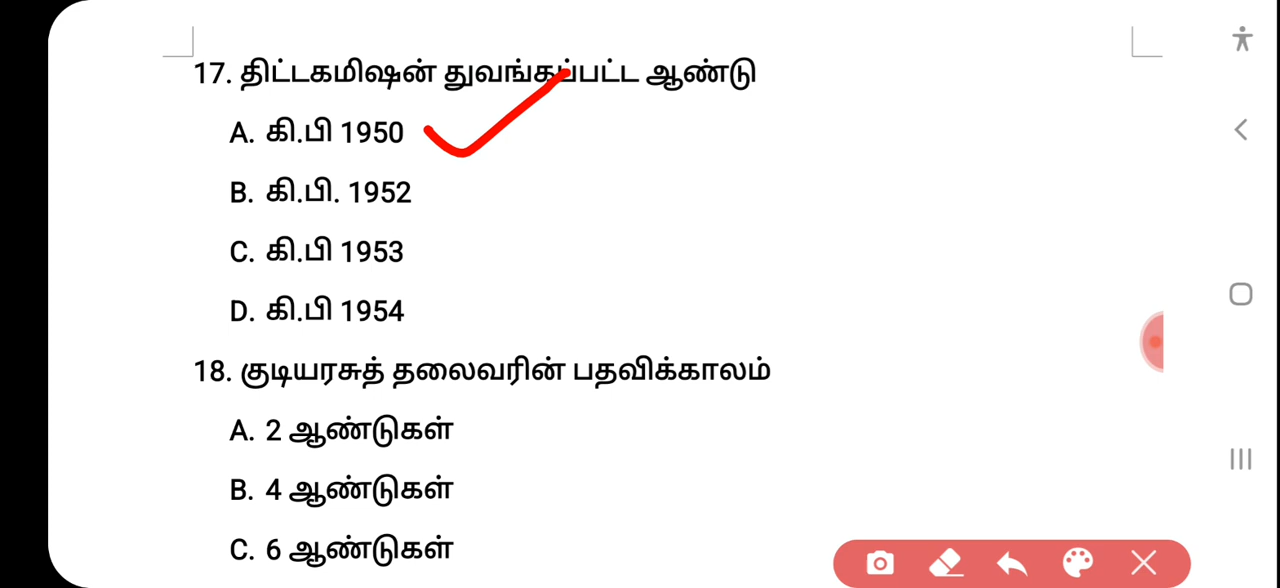 17. திட்டகமிஷன் துவங்கப்பட்ட ஆண்டு
A. கி.பி 1950
B. கி.பி. 1952
C. கி.பி 1953
D. கி.பி 1954
18. குடியரசுத் தலைவரின் பதவிக்காலம்
A. 2 ஆண்டுகள்
B. 4 ஆண்டுகள்
C. 6 ஆண்டுகள்